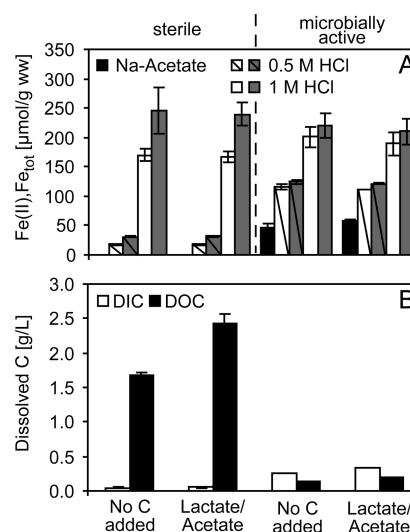 sterile
microbially
active
350
300
250
200
150
100
50
0
Fe(II),Fetot [µmol/g ww]
Na-Acetate
0.5 M HCl
1 M HCl
A
3.0
2.5
2.0
1.5
1.0
0.5
0.0
Dissolved C [g/L]
DIC DOC
B
No C Lactate/ No C Lactate/
added Acetate added Acetate